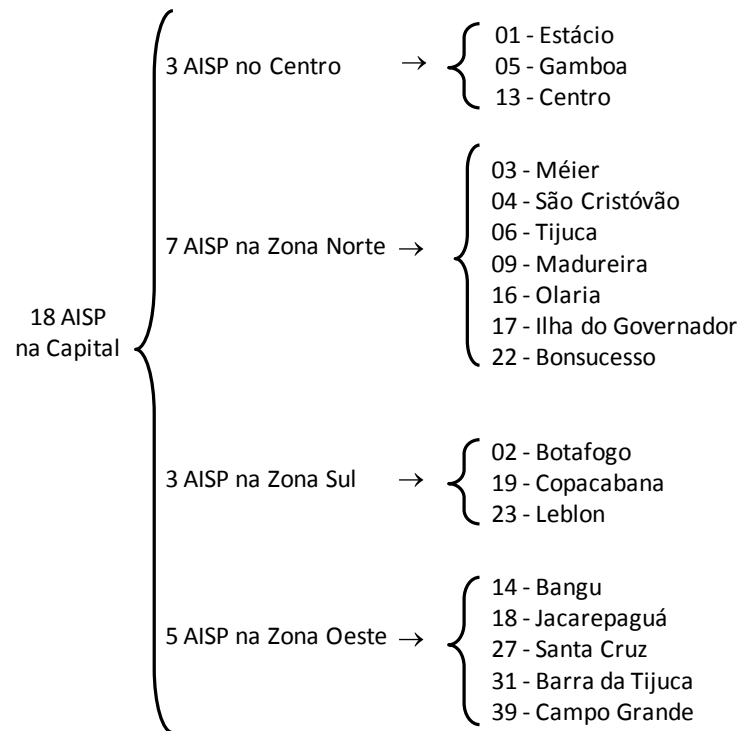 18 AISP
na Capital
3 AISP no Centro →
01 - Estácio
05 - Gamboa
13 - Centro
7 AISP na Zona Norte →
03 - Méier
04 - São Cristóvão
06 - Tijuca
09 - Madureira
16 - Olaria
17 - Ilha do Governador
22 - Bonsucesso
3 AISP na Zona Sul →
02 - Botafogo
19 - Copacabana
23 - Leblon
5 AISP na Zona Oeste →
14 - Bangu
18 - Jacarepaguá
27 - Santa Cruz
31 - Barra da Tijuca
39 - Campo Grande